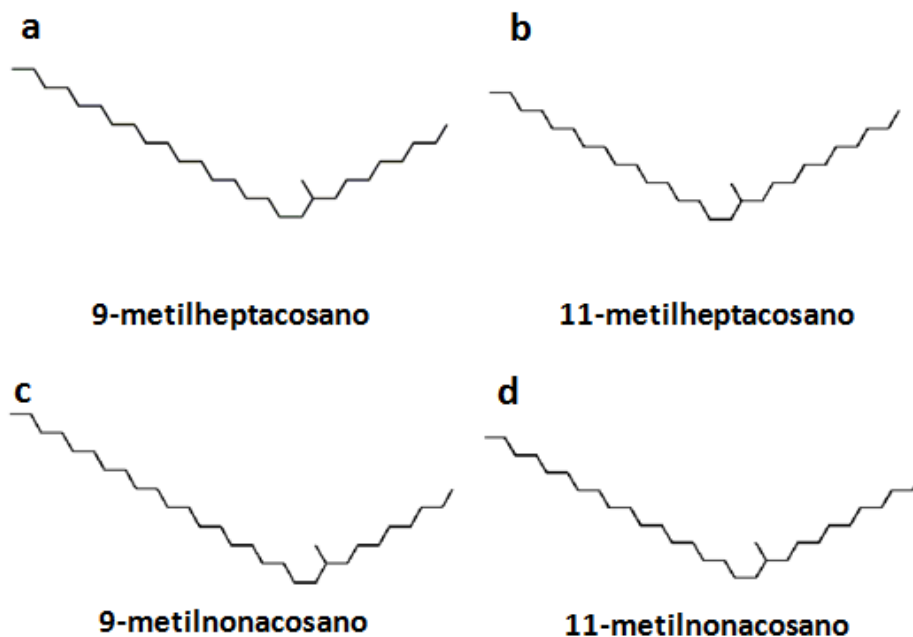 a
b
9-metilheptacosano
11-metilheptacosano
c
d
9-metilnonacosano
11-metilnonacosano